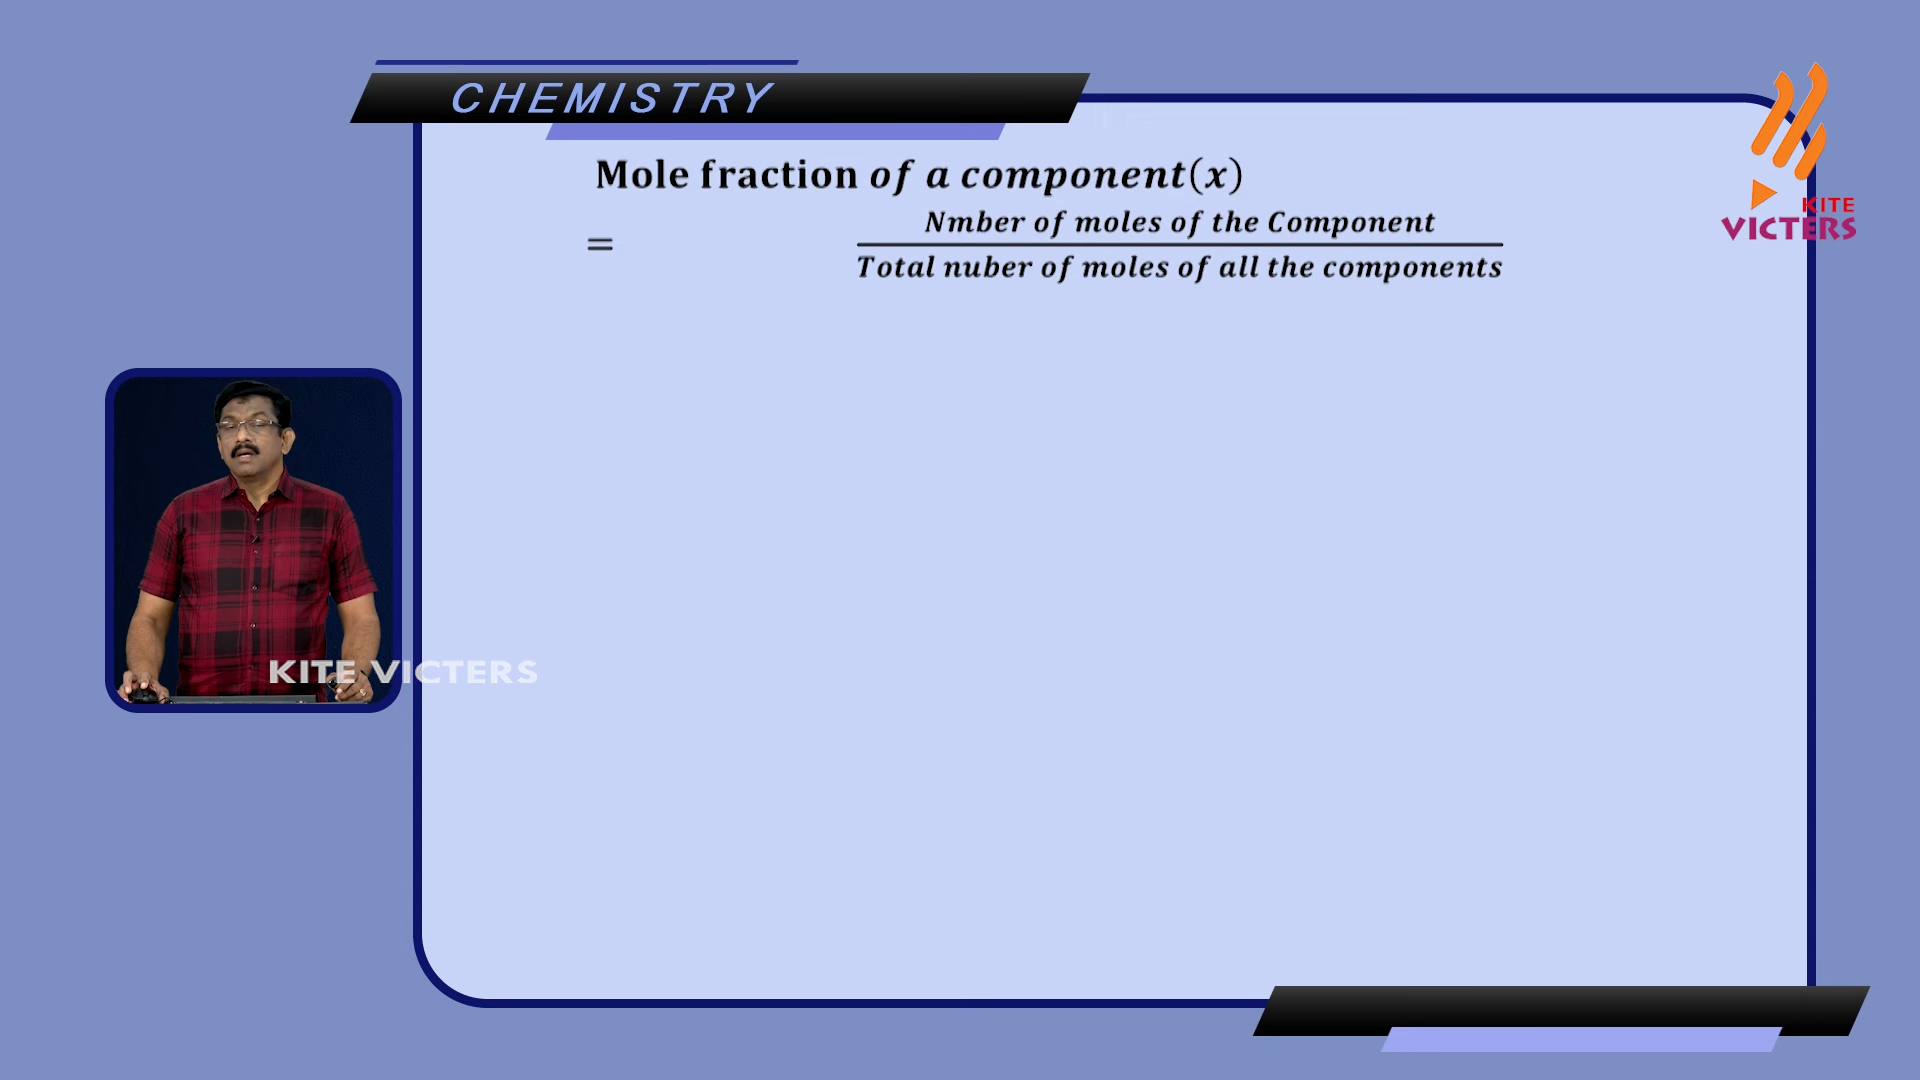 CHEMISTRY
Mole fraction of a component(x)
= Nmber of moles of the Component
Total nuber of moles of all the components
KITE
VICTERS
KITE VICTERS